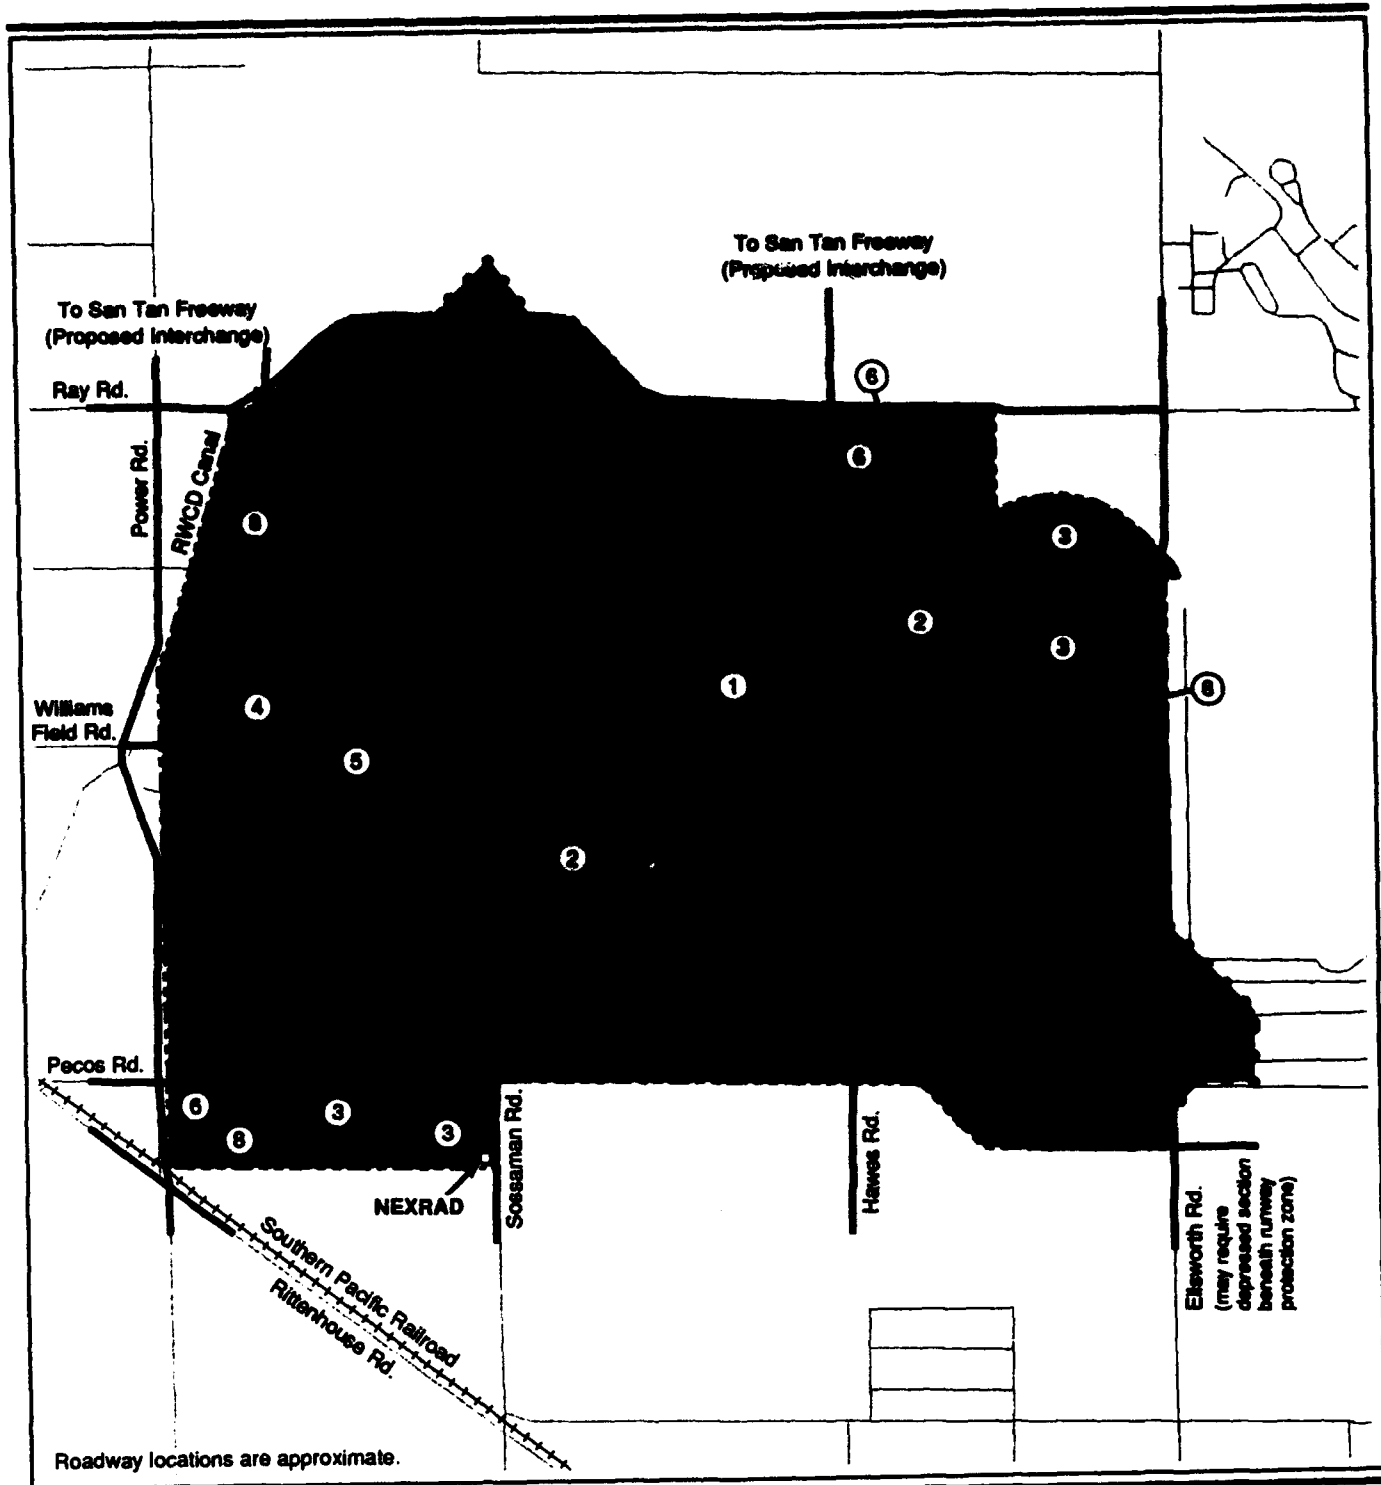 To San Tan Freeway
(Proposed Interchange)
To San Tan Freeway
(Proposed Interchange)
Ray Rd.
6
6
Power Rd.
RWCD Canal
3
2
3
1
4
Williams
Field Rd.
5
2
Pecos Rd.
6
3
3
8
NEXRAD
Sossaman Rd.
Hawes Rd.
Ellsworth Rd.
(may require
depressed section
beneath runway
protection zone)
Southern Pacific Railroad
Rittenhouse Rd.
Roadway locations are approximate.